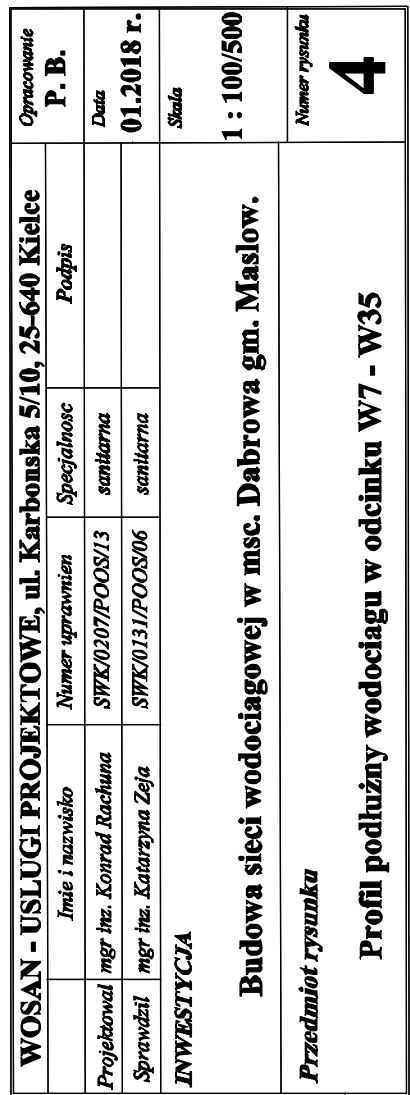 WOSAN - USLUGI PROJEKTOWE, ul. Karbonska 5/10, 25-640 Kielce
Opracowanie
P. B.
Imie i nazwisko Numer uprawnien Specjalnosc Podpis
Projektowal mgr inz. Konrad Rachuna SWK/0207/POOS/13 sanitarna
Sprawdzil mgr inz. Katarzyna Zeja SWK/0131/POOS/06 sanitarna
Data
01.2018 r.
INWESTYCJA
Budowa sieci wodociagowej w msc. Dabrowa gm. Maslow.
Skala
1 : 100/500
Przedmiot rysunku
Profil podłużny wodociagu w odcinku W7 - W35
Numer rysunku
4